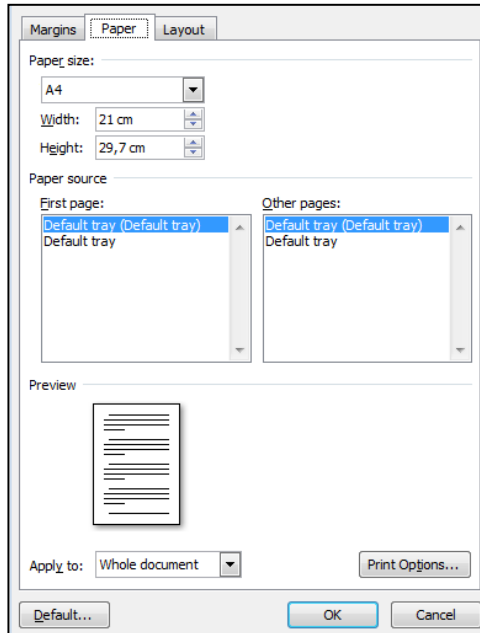 Margins Paper Layout
Paper size:
A4
Width: 21 cm
Height: 29,7 cm
Paper source
First page: Other pages:
Default tray (Default tray) Default tray (Default tray)
Default tray Default tray
Preview
Apply to: Whole document Print Options...
Default... OK Cancel